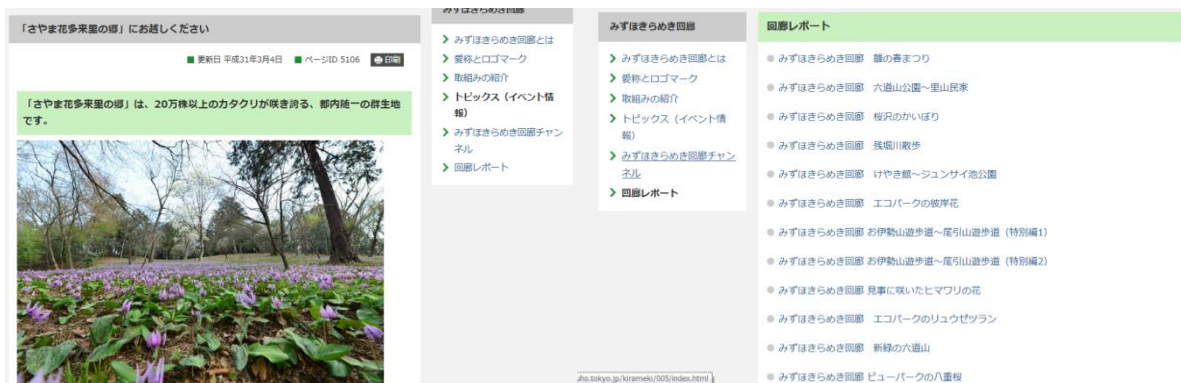 「さやま花多来里の郷」にお越しください
更新日 平成31年3月4日 ページID 5106 印刷
「さやま花多来里の郷」は、20万株以上のカタクリが咲き誇る、都内随一の群生地
です。
みずほきらめき回廊
みずほきらめき回廊とは
愛称とロゴマーク
取組みの紹介
トピックス（イベント情
報）
みずほきらめき回廊チャン
ネル
回廊レポート
みずほきらめき回廊
みずほきらめき回廊とは
愛称とロゴマーク
取組みの紹介
トピックス（イベント情
報）
みずほきらめき回廊チャン
ネル
回廊レポート
uho.tokyo.jp/kirameki/005/index.html
回廊レポート
みずほきらめき回廊　雛の春まつり
みずほきらめき回廊　六道山公園～里山民家
みずほきらめき回廊　桜沢のかいぼり
みずほきらめき回廊　残堀川散歩
みずほきらめき回廊　けやき館～ジュンサイ池公園
みずほきらめき回廊　エコパークの彼岸花
みずほきらめき回廊 お伊勢山遊歩道～尾引山遊歩道（特別編1）
みずほきらめき回廊 お伊勢山遊歩道～尾引山遊歩道（特別編2）
みずほきらめき回廊 見事に咲いたヒマワリの花
みずほきらめき回廊　エコパークのリュウゼツラン
みずほきらめき回廊　新緑の六道山
みずほきらめき回廊 ビューパークの八重桜